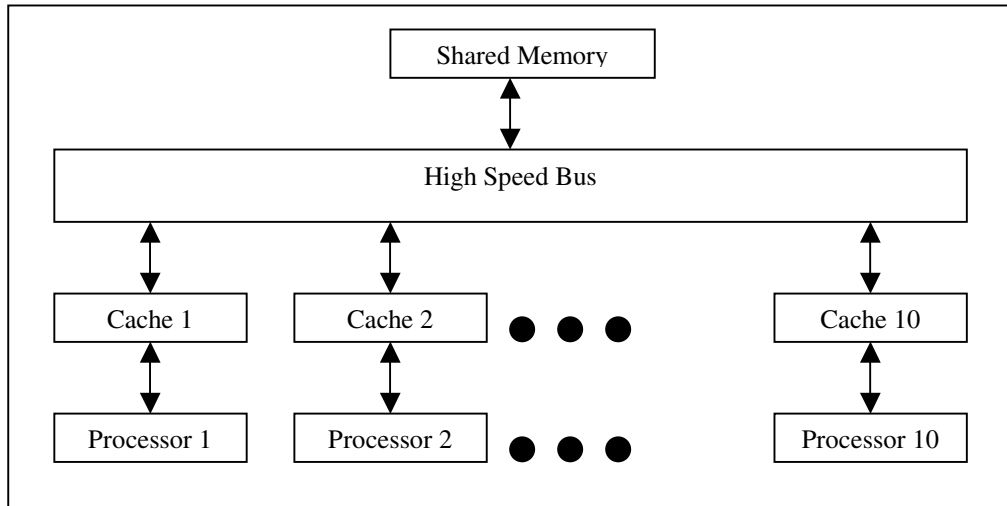 Shared Memory
High Speed Bus
Cache 1
Cache 2
Cache 10
Processor 1
Processor 2
Processor 10